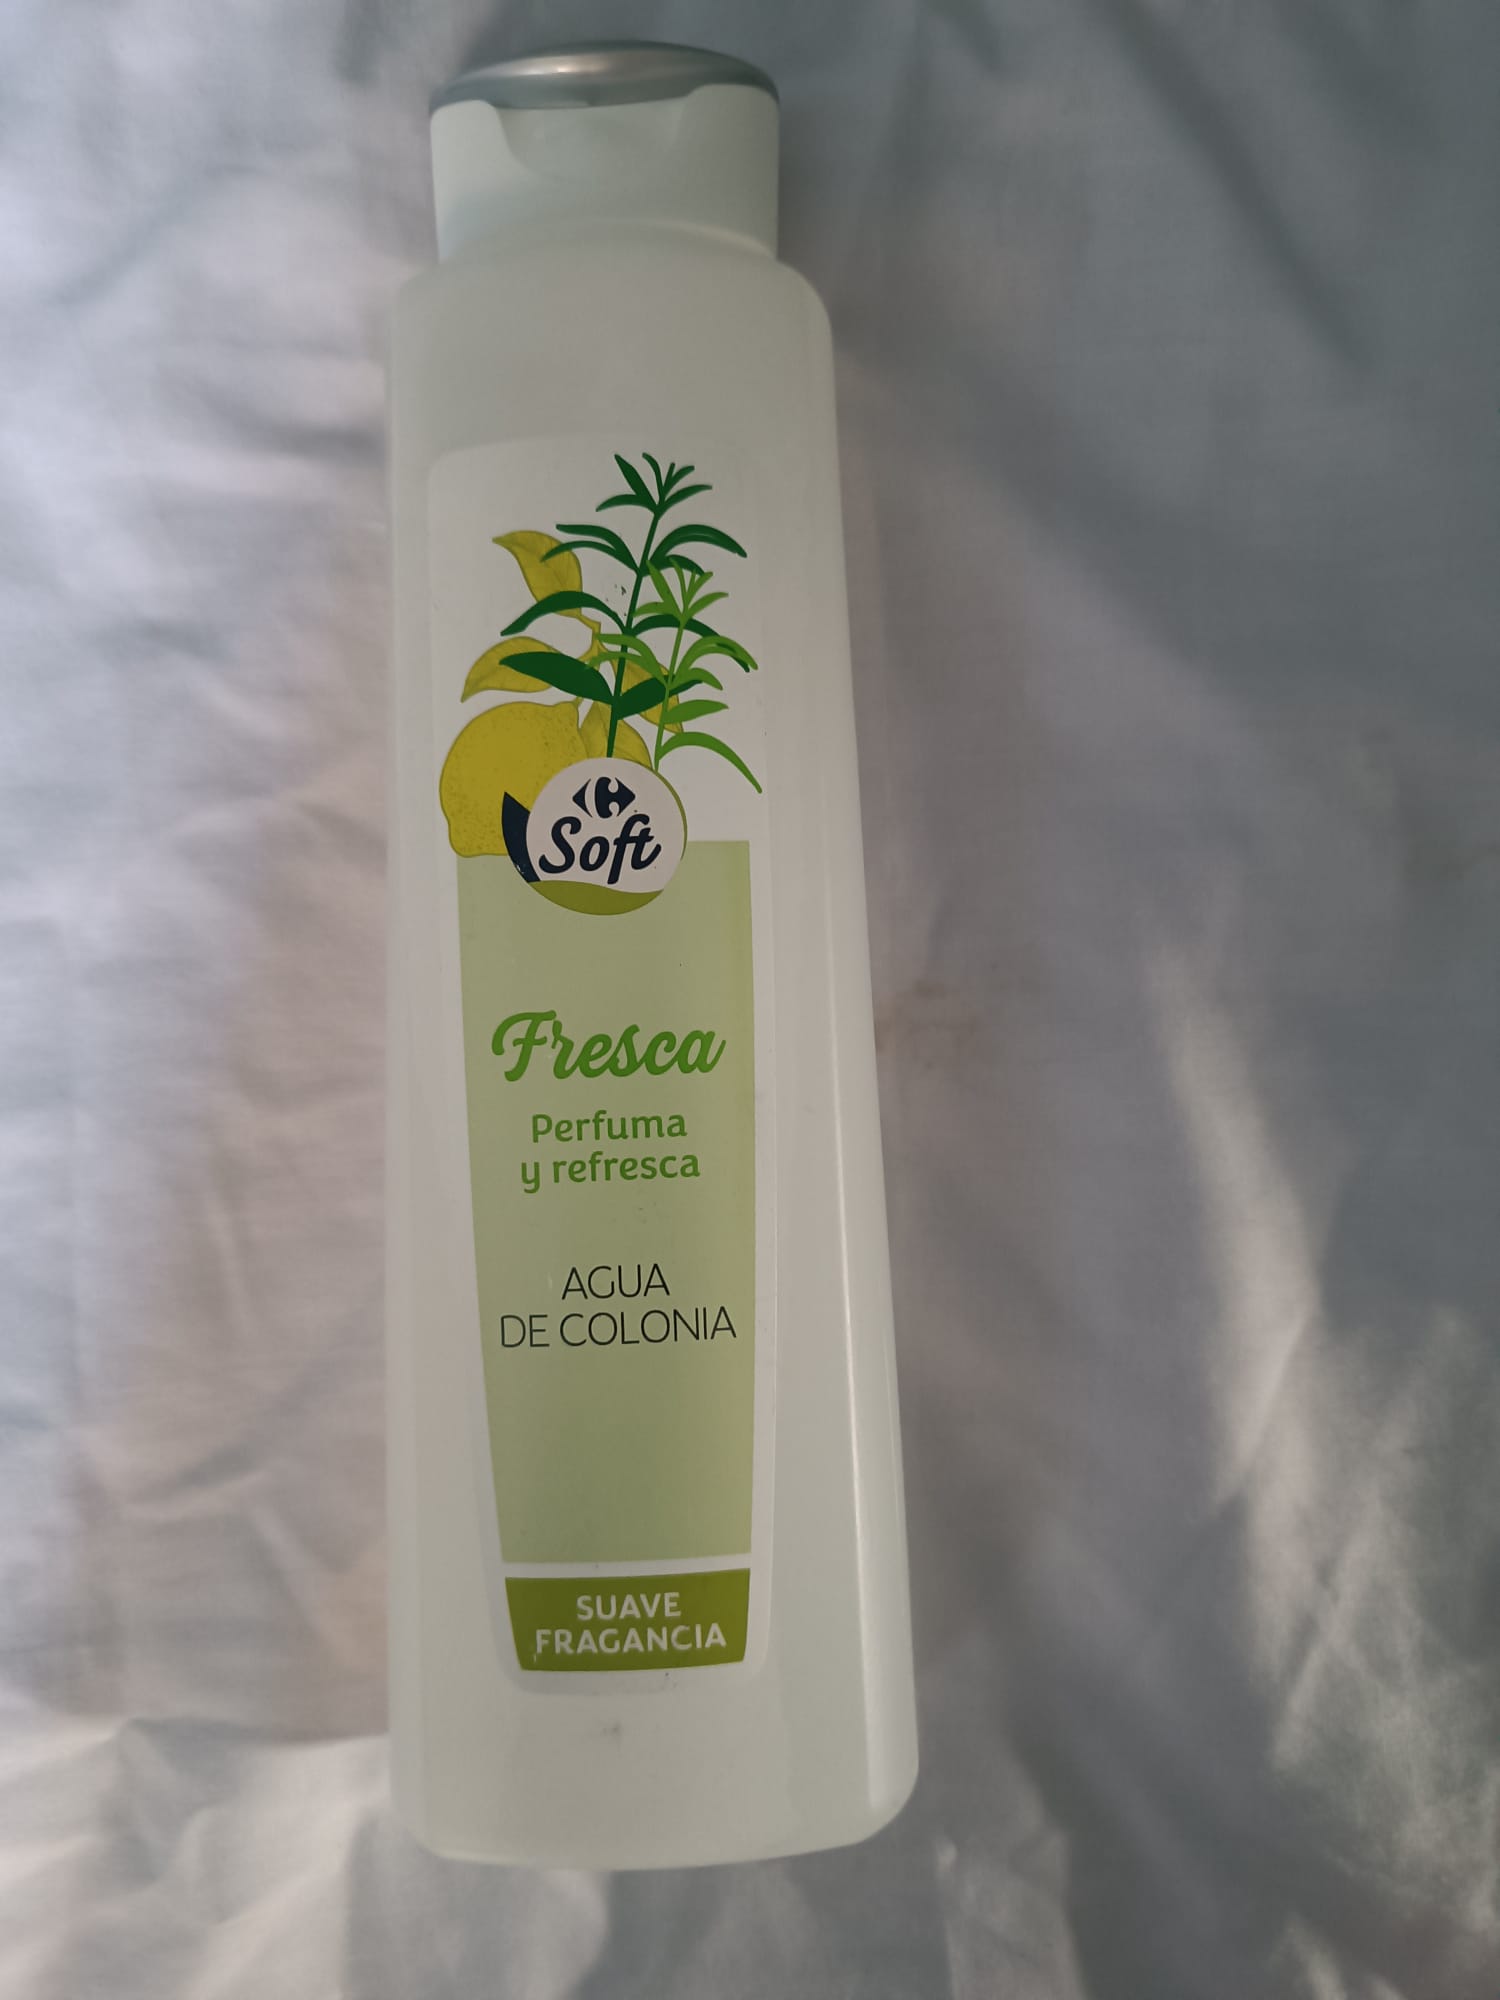 Soft
Fresca
Perfuma
y refresca
AGUA
DE COLONIA
SUAVE
FRAGANCIA